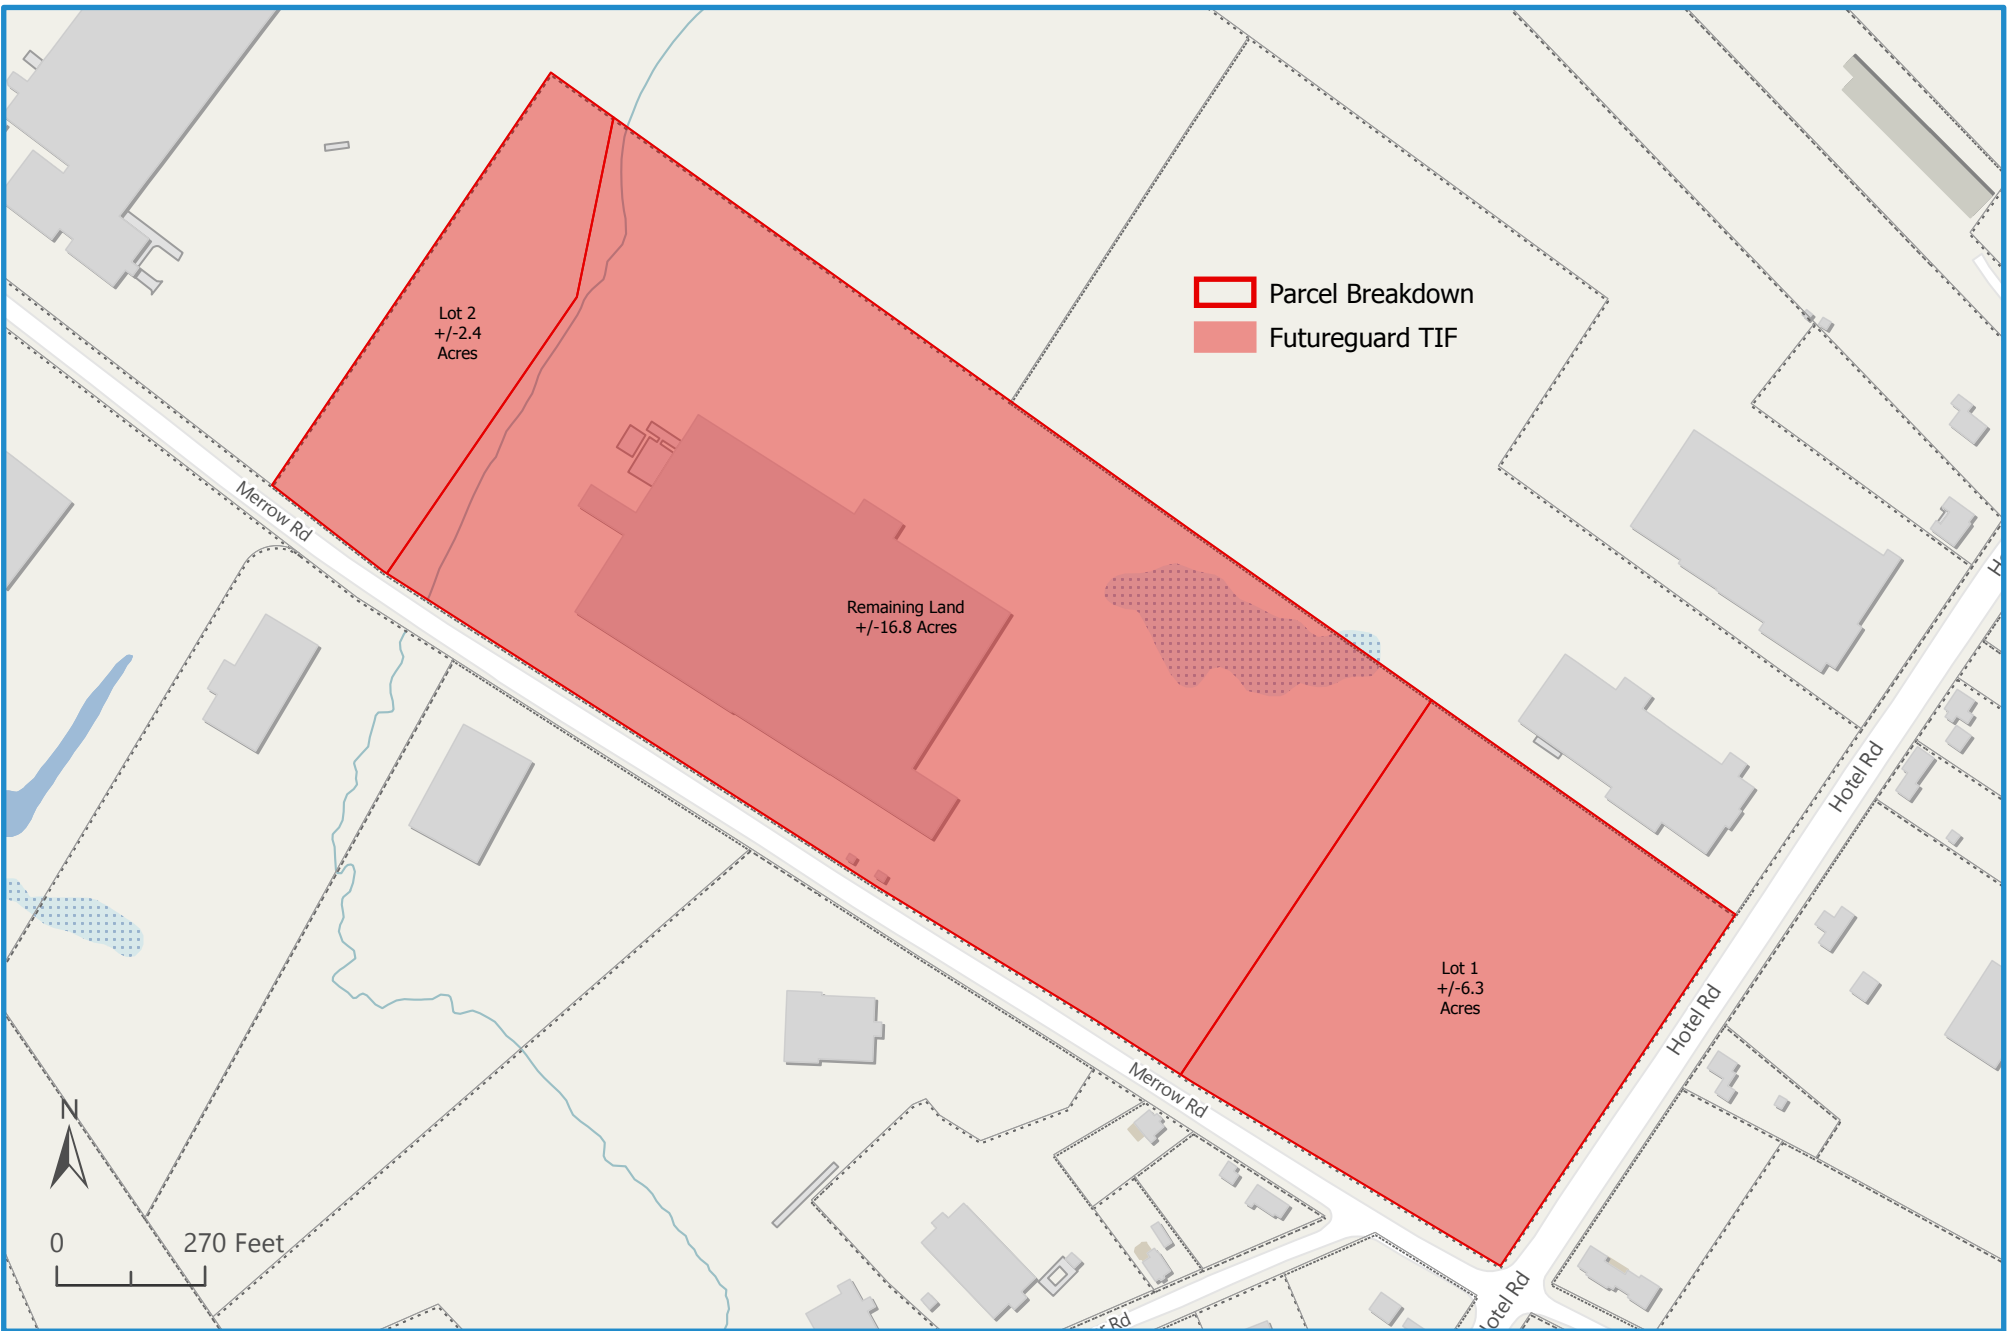 Parcel Breakdown
Futureguard TIF
Lot 2
+/-2.4
Acres
Merrow Rd
Remaining Land
+/-16.8 Acres
Hotel Rd
Lot 1
+/-6.3
Acres
Hotel Rd
Merrow Rd
N
0 270 Feet
Rd